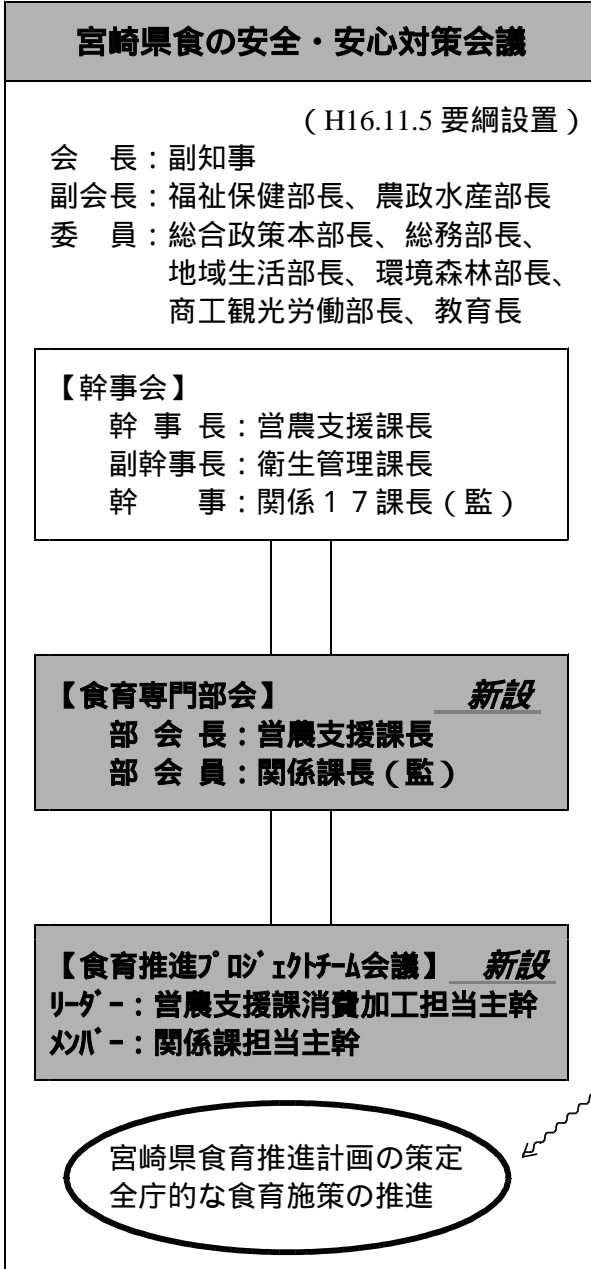 宮崎県食の安全・安心対策会議
（H16.11.5 要綱設置）
会　長：副知事
副会長：福祉保健部長、農政水産部長
委　員：総合政策本部長、総務部長、
地域生活部長、環境森林部長、
商工観光労働部長、教育長
【幹事会】
幹 事 長：営農支援課長
副幹事長：衛生管理課長
幹　　事：関係１７課長（監）
【食育専門部会】　新設
部 会 長：営農支援課長
部 会 員：関係課長（監）
【食育推進ﾌﾟﾛｼﾞｪｸﾄﾁｰﾑ会議】　新設
ﾘｰﾀﾞｰ：営農支援課消費加工担当主幹
ﾒﾝﾊﾞｰ：関係課担当主幹
宮崎県食育推進計画の策定
全庁的な食育施策の推進